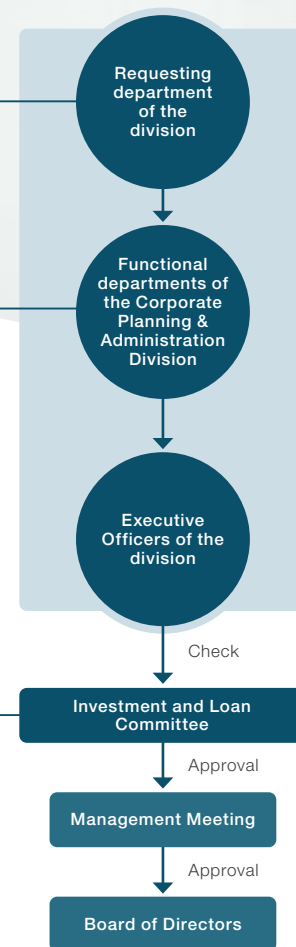 Requesting
department
of the
division
Functional
departments of
the Corporate
Planning &
Administration
Division
Executive
Officers of the
division
Check
Investment and Loan
Committee
Approval
Management Meeting
Approval
Board of Directors